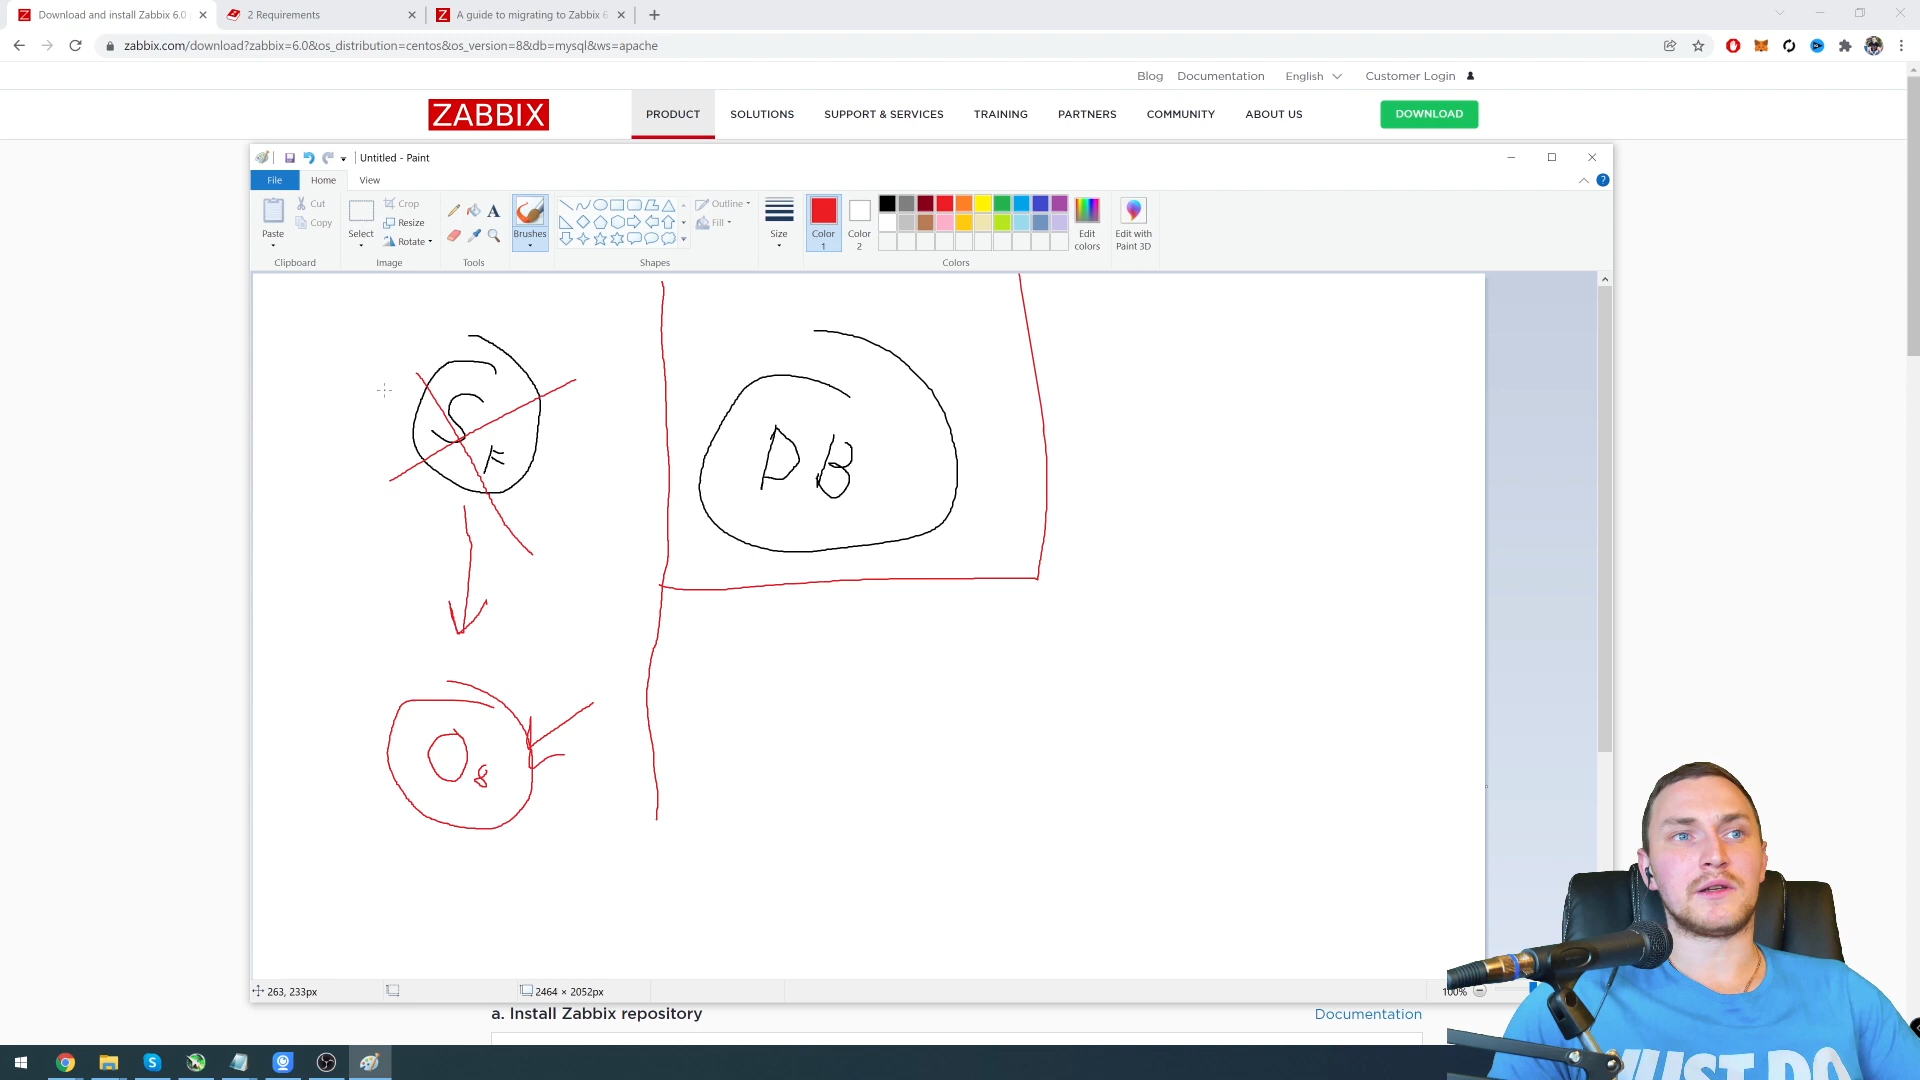 Download and install Zabbix 6.0
2 Requirements
A guide to migrating to Zabbix 6
zabbix.com/download?zabbix=6.0&os_distribution=centos&os_version=8&db=mysql&ws=apache
Blog Documentation English Customer Login
ZABBIX
PRODUCT SOLUTIONS SUPPORT & SERVICES TRAINING PARTNERS COMMUNITY ABOUT US DOWNLOAD
Untitled - Paint
File Home View
Paste
Cut
Copy
Clipboard
Select
Crop
Resize
Rotate
Image
A
Tools
Brushes
Outline
Fill
Shapes
Size
Color 1
Color 2
Edit colors
Colors
Edit with Paint 3D
S
F
DB
O
8
263, 233px
2464 × 2052px
100%
a. Install Zabbix repository
Documentation
JUST DO